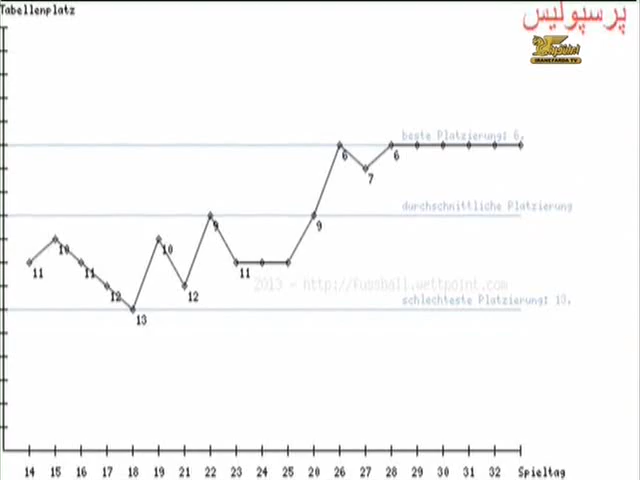 Tabellenplatz
پرسپولیس
IRANEFARDA TV
beste Platzierung: 6.
6
6
7
durchschnittliche Platzierung
9
9
10
10
11
11
11
12
12
2013 - http://fussball.wettpoint.com
schlechteste Platzierung: 13.
13
14 15 16 17 18 19 21 22 23 24 25 20 26 27 28 29 30 31 32 Spieltag